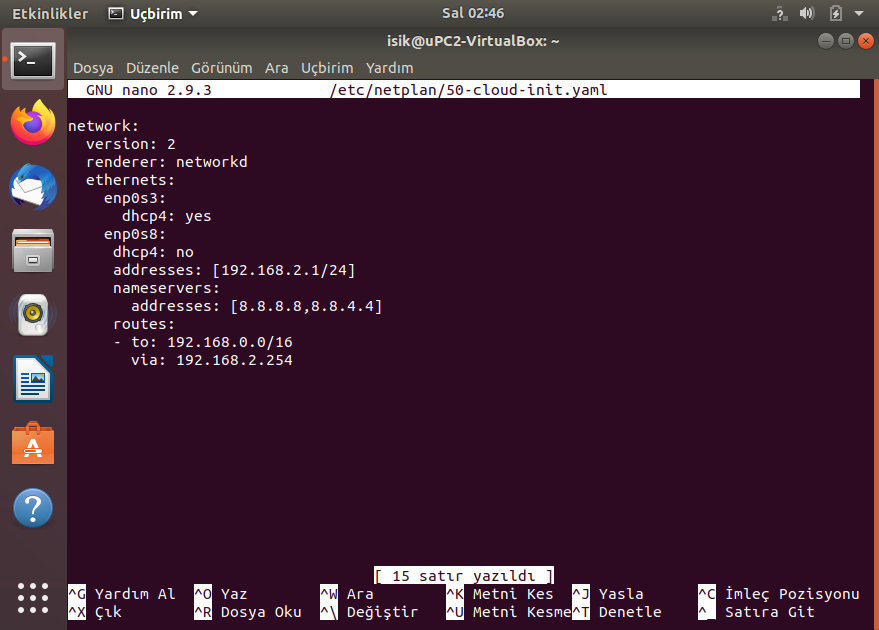 Etkinlikler Uçbirim Sal 02:46
isik@uPC2-VirtualBox: ~
Dosya Düzenle Görünüm Ara Uçbirim Yardım
GNU nano 2.9.3 /etc/netplan/50-cloud-init.yaml
network:
  version: 2
  renderer: networkd
  ethernets:
    enp0s3:
      dhcp4: yes
    enp0s8:
     dhcp4: no
     addresses: [192.168.2.1/24]
     nameservers:
       addresses: [8.8.8.8,8.8.4.4]
     routes:
     - to: 192.168.0.0/16
       via: 192.168.2.254
[ 15 satır yazıldı ]
^G Yardım Al ^O Yaz ^W Ara ^K Metni Kes ^J Yasla ^C İmleç Pozisyonu
^X Çık ^R Dosya Oku ^\ Değiştir ^U Metni Kesme^T Denetle ^_ Satıra Git